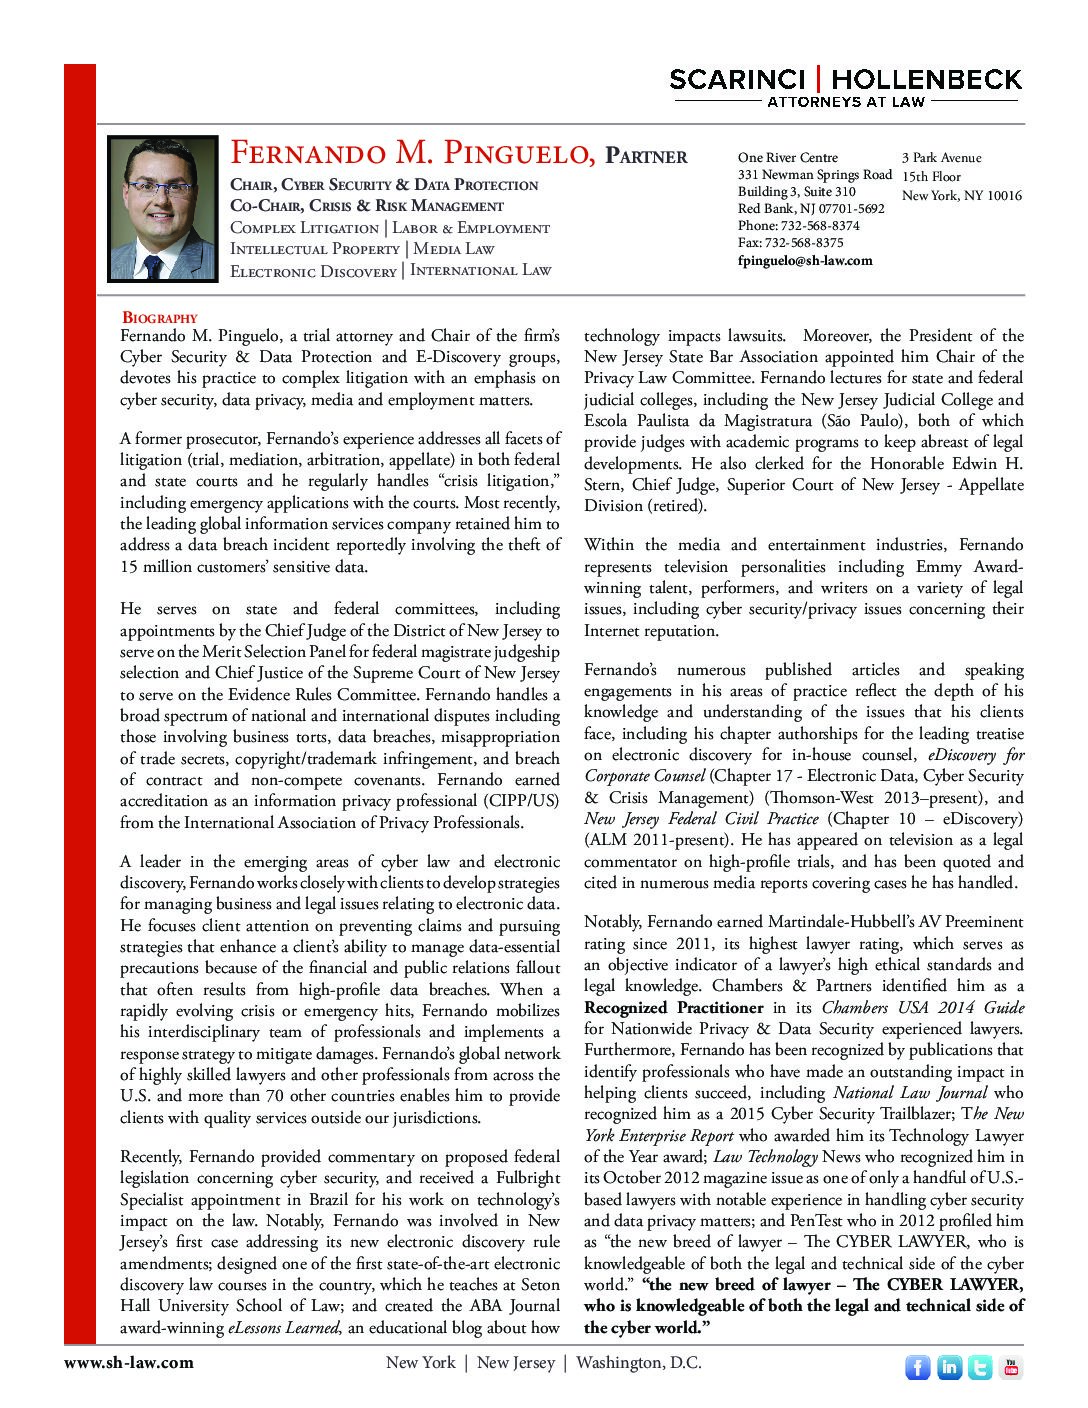 SCARINCI | HOLLENBECK
ATTORNEYS AT LAW
Fernando M. Pinguelo, Partner
Chair, Cyber Security & Data Protection
Co-Chair, Crisis & Risk Management
Complex Litigation | Labor & Employment
Intellectual Property | Media Law
Electronic Discovery | International Law
One River Centre
331 Newman Springs Road
Building 3, Suite 310
Red Bank, NJ 07701-5692
Phone: 732-568-8374
Fax: 732-568-8375
fpinguelo@sh-law.com
3 Park Avenue
15th Floor
New York, NY 10016
Biography
Fernando M. Pinguelo, a trial attorney and Chair of the firm's
Cyber Security & Data Protection and E-Discovery groups,
devotes his practice to complex litigation with an emphasis on
cyber security, data privacy, media and employment matters.
A former prosecutor, Fernando's experience addresses all facets of
litigation (trial, mediation, arbitration, appellate) in both federal
and state courts and he regularly handles “crisis litigation,”
including emergency applications with the courts. Most recently,
the leading global information services company retained him to
address a data breach incident reportedly involving the theft of
15 million customers' sensitive data.
He serves on state and federal committees, including
appointments by the Chief Judge of the District of New Jersey to
serve on the Merit Selection Panel for federal magistrate judgeship
selection and Chief Justice of the Supreme Court of New Jersey
to serve on the Evidence Rules Committee. Fernando handles a
broad spectrum of national and international disputes including
those involving business torts, data breaches, misappropriation
of trade secrets, copyright/trademark infringement, and breach
of contract and non-compete covenants. Fernando earned
accreditation as an information privacy professional (CIPP/US)
from the International Association of Privacy Professionals.
A leader in the emerging areas of cyber law and electronic
discovery, Fernando works closely with clients to develop strategies
for managing business and legal issues relating to electronic data.
He focuses client attention on preventing claims and pursuing
strategies that enhance a client's ability to manage data-essential
precautions because of the financial and public relations fallout
that often results from high-profile data breaches. When a
rapidly evolving crisis or emergency hits, Fernando mobilizes
his interdisciplinary team of professionals and implements a
response strategy to mitigate damages. Fernando's global network
of highly skilled lawyers and other professionals from across the
U.S. and more than 70 other countries enables him to provide
clients with quality services outside our jurisdictions.
Recently, Fernando provided commentary on proposed federal
legislation concerning cyber security, and received a Fulbright
Specialist appointment in Brazil for his work on technology's
impact on the law. Notably, Fernando was involved in New
Jersey's first case addressing its new electronic discovery rule
amendments; designed one of the first state-of-the-art electronic
discovery law courses in the country, which he teaches at Seton
Hall University School of Law; and created the ABA Journal
award-winning eLessons Learned, an educational blog about how
technology impacts lawsuits. Moreover, the President of the
New Jersey State Bar Association appointed him Chair of the
Privacy Law Committee. Fernando lectures for state and federal
judicial colleges, including the New Jersey Judicial College and
Escola Paulista da Magistratura (São Paulo), both of which
provide judges with academic programs to keep abreast of legal
developments. He also clerked for the Honorable Edwin H.
Stern, Chief Judge, Superior Court of New Jersey - Appellate
Division (retired).
Within the media and entertainment industries, Fernando
represents television personalities including Emmy Award-
winning talent, performers, and writers on a variety of legal
issues, including cyber security/privacy issues concerning their
Internet reputation.
Fernando's numerous published articles and speaking
engagements in his areas of practice reflect the depth of his
knowledge and understanding of the issues that his clients
face, including his chapter authorships for the leading treatise
on electronic discovery for in-house counsel, eDiscovery for
Corporate Counsel (Chapter 17 - Electronic Data, Cyber Security
& Crisis Management) (Thomson-West 2013–present), and
New Jersey Federal Civil Practice (Chapter 10 – eDiscovery)
(ALM 2011-present). He has appeared on television as a legal
commentator on high-profile trials, and has been quoted and
cited in numerous media reports covering cases he has handled.
Notably, Fernando earned Martindale-Hubbell's AV Preeminent
rating since 2011, its highest lawyer rating, which serves as
an objective indicator of a lawyer's high ethical standards and
legal knowledge. Chambers & Partners identified him as a
Recognized Practitioner in its Chambers USA 2014 Guide
for Nationwide Privacy & Data Security experienced lawyers.
Furthermore, Fernando has been recognized by publications that
identify professionals who have made an outstanding impact in
helping clients succeed, including National Law Journal who
recognized him as a 2015 Cyber Security Trailblazer; The New
York Enterprise Report who awarded him its Technology Lawyer
of the Year award; Law Technology News who recognized him in
its October 2012 magazine issue as one of only a handful of U.S.-
based lawyers with notable experience in handling cyber security
and data privacy matters; and PenTest who in 2012 profiled him
as “the new breed of lawyer – The CYBER LAWYER, who is
knowledgeable of both the legal and technical side of the cyber
world.” “the new breed of lawyer – The CYBER LAWYER,
who is knowledgeable of both the legal and technical side of
the cyber world.”
www.sh-law.com
New York | New Jersey | Washington, D.C.
f
in
t
You
Tube